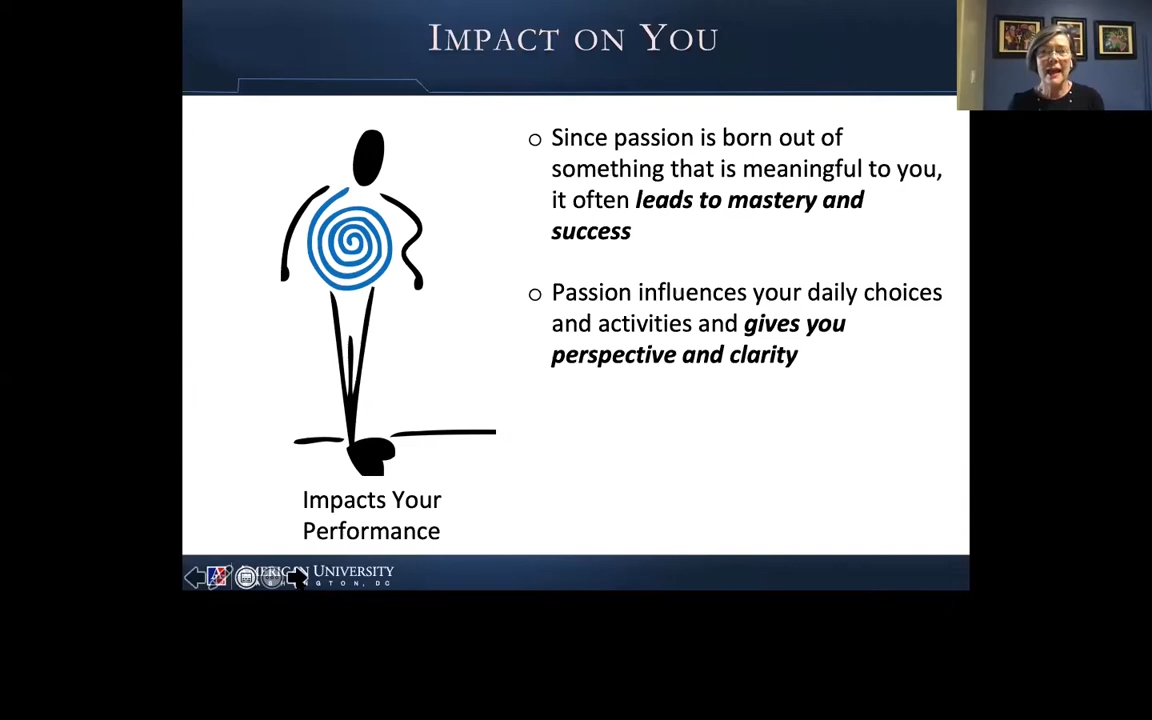 IMPACT ON YOU
Since passion is born out of
something that is meaningful to you,
it often leads to mastery and
success
Passion influences your daily choices
and activities and gives you
perspective and clarity
Impacts Your
Performance
UNIVERSITY